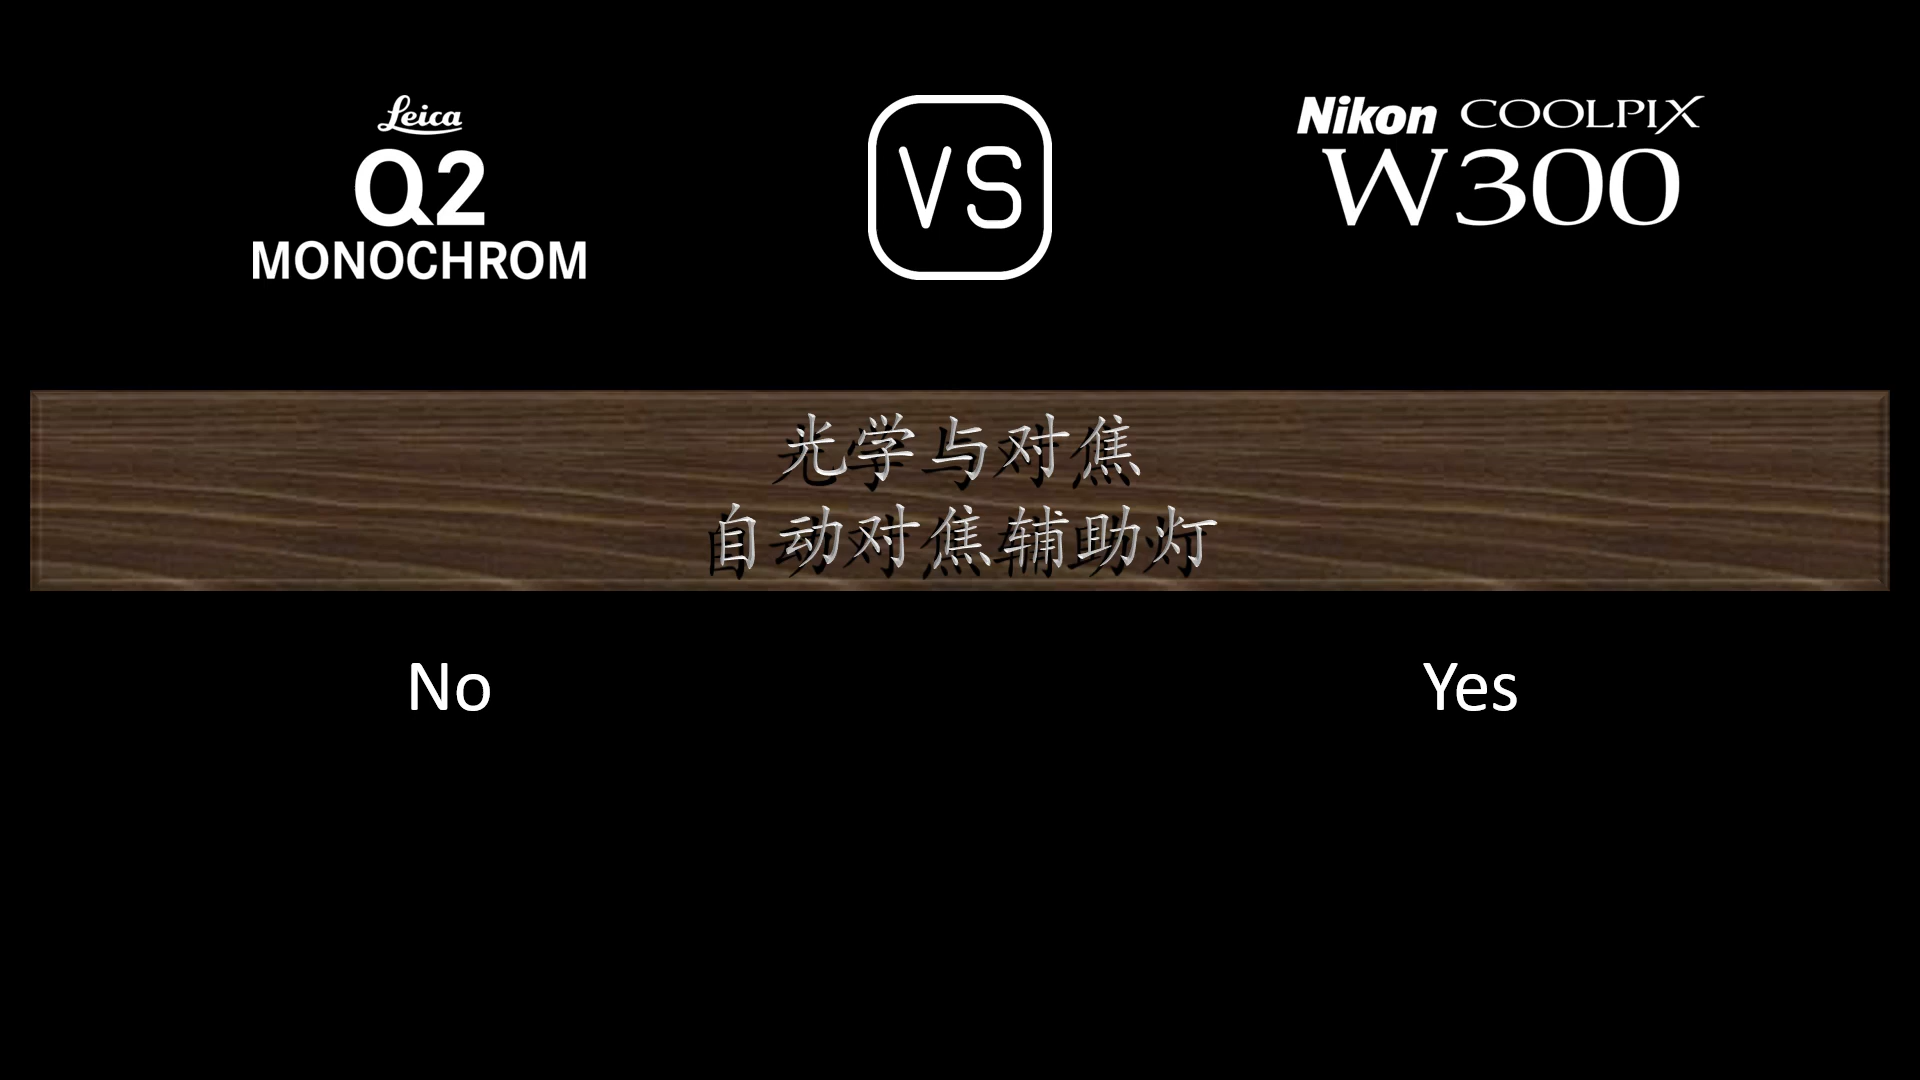 Leica
Q2
MONOCHROM
VS
Nikon COOLPIX
W300
光学与对焦
自动对焦辅助灯
No
Yes